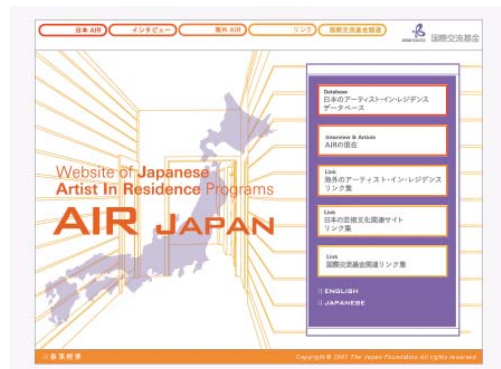 日本 AIR
インタビュー
海外 AIR
リンク
国際交流基金関連
国際交流基金
Website of Japanese
Artist In Residence Programs
AIR JAPAN
Database
日本のアーティスト・イン・レジデンス
データベース
Interview & Article
AIRの現在
Link
海外のアーティスト・イン・レジデンス
リンク集
Link
日本の芸術文化関連サイト
リンク集
Link
国際交流基金関連リンク集
ENGLISH
JAPANESE
Copyright © 2007 The Japan Foundation All rights reserved